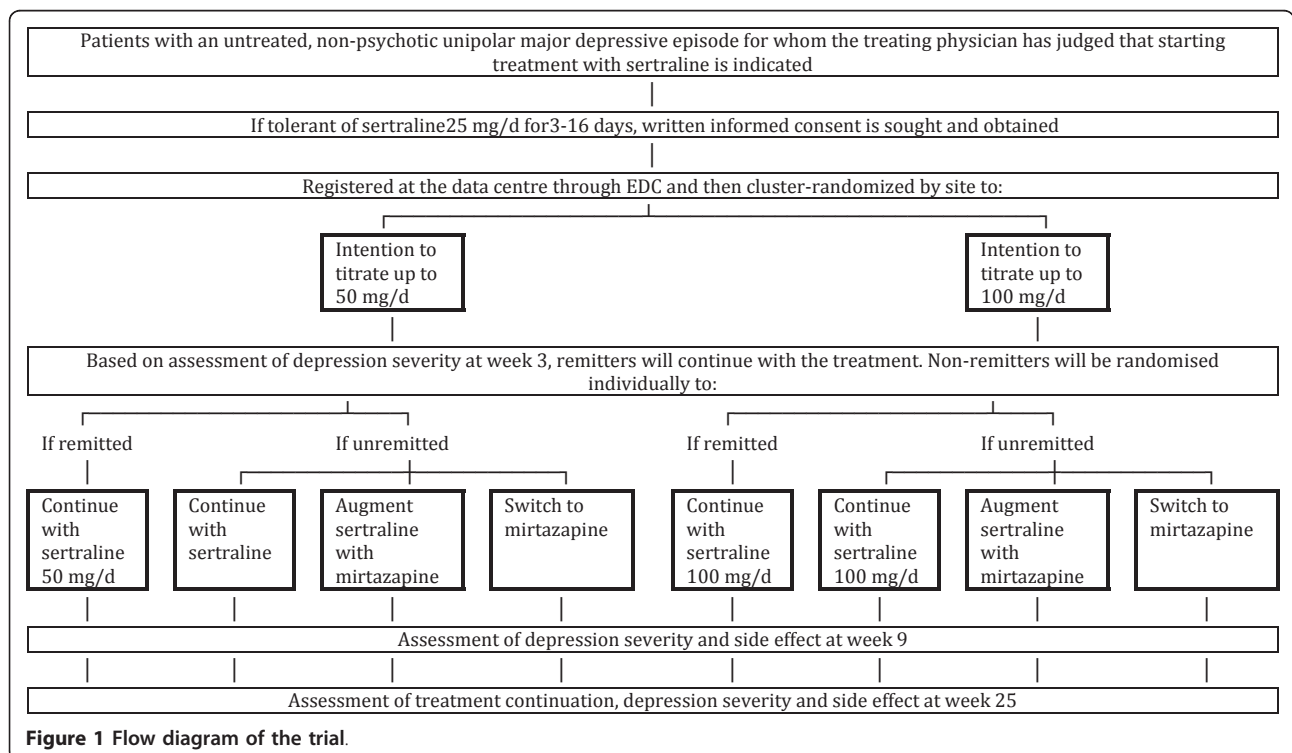 Patients with an untreated, non-psychotic unipolar major depressive episode for whom the treating physician has judged that starting
treatment with sertraline is indicated
If tolerant of sertraline25 mg/d for3-16 days, written informed consent is sought and obtained
Registered at the data centre through EDC and then cluster-randomized by site to:
Intention to
titrate up to
50 mg/d
Intention to
titrate up to
100 mg/d
Based on assessment of depression severity at week 3, remitters will continue with the treatment. Non-remitters will be randomised
individually to:
If remitted
If unremitted
If remitted
If unremitted
Continue
with
sertraline
50 mg/d
Continue
with
sertraline
Augment
sertraline
with
mirtazapine
Switch to
mirtazapine
Continue
with
sertraline
100 mg/d
Continue
with
sertraline
100 mg/d
Augment
sertraline
with
mirtazapine
Switch to
mirtazapine
Assessment of depression severity and side effect at week 9
Assessment of treatment continuation, depression severity and side effect at week 25
Figure 1 Flow diagram of the trial.